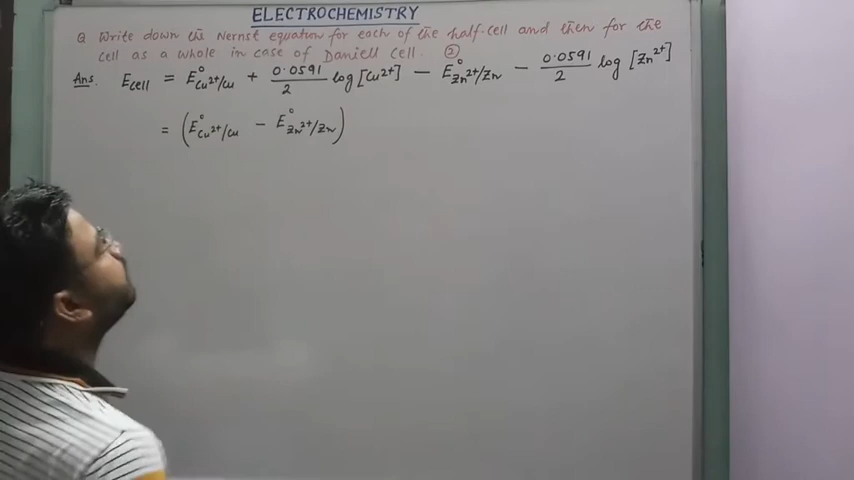 ELECTROCHEMISTRY
Q Write down the Nernst equation for each of the half-cell and then for the
cell as a whole in case of Daniell cell. ②
Ans. Ecell = E°Cu²⁺/Cu + 0.0591/2 log [Cu²⁺] − E°Zn²⁺/Zn − 0.0591/2 log [Zn²⁺]
= (E°Cu²⁺/Cu − E°Zn²⁺/Zn)